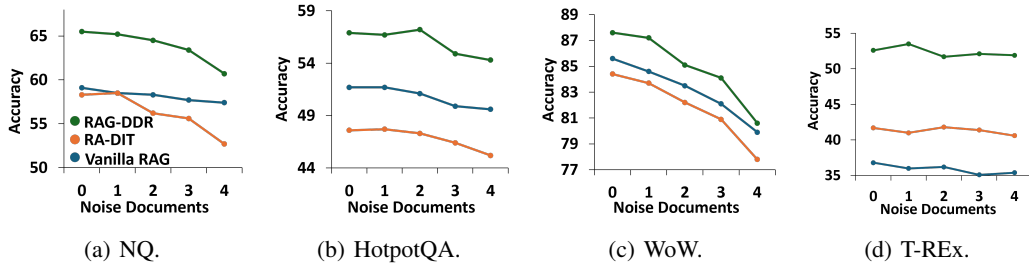 Accuracy
65
60
55
50
RAG-DDR
RA-DIT
Vanilla RAG
0 1 2 3 4
Noise Documents
(a) NQ.
Accuracy
59
54
49
44
0 1 2 3 4
Noise Documents
(b) HotpotQA.
Accuracy
89
87
85
83
81
79
77
0 1 2 3 4
Noise Documents
(c) WoW.
Accuracy
55
50
45
40
35
0 1 2 3 4
Noise Documents
(d) T-REx.